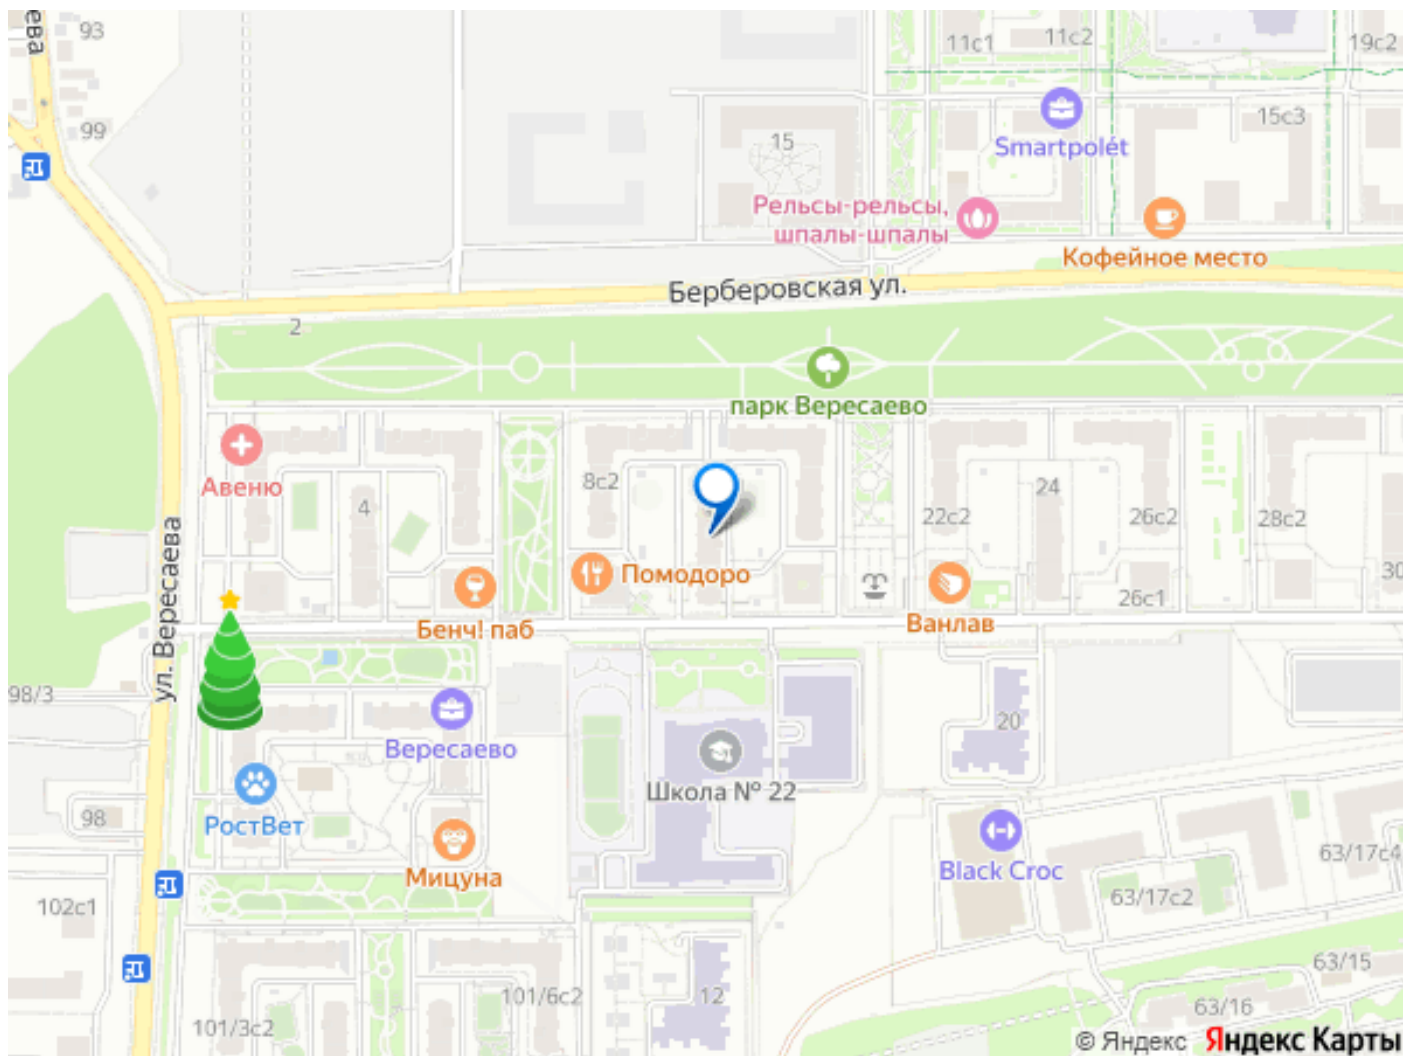 ева
93
11с1
11с2
19с2
99
15
15с3
Smartpolét
Рельсы-рельсы,
шпалы-шпалы
Кофейное место
Берберовская ул.
2
парк Вересаево
Авеню
8с2
4
24
22с2
26с2
28с2
ул. Вересаева
Помодоро
30
26с1
Бенч! паб
Ванлав
98/3
20
Вересаево
Школа № 22
98
РостВет
Мицуна
Black Croc
63/17с4
63/17с2
102с1
63/15
101/6с2
12
63/16
101/3с2
© Яндекс Яндекс Карты